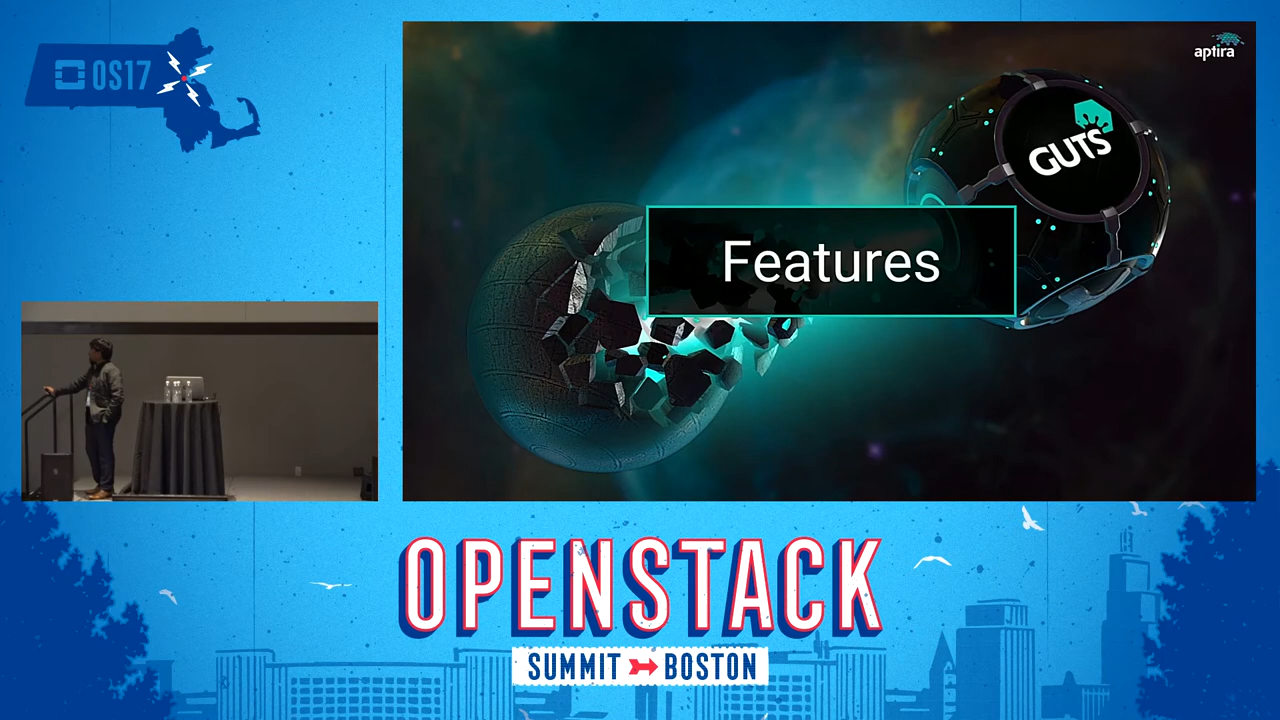 OS17
aptira
GUTS
Features
OPENSTACK
SUMMIT BOSTON